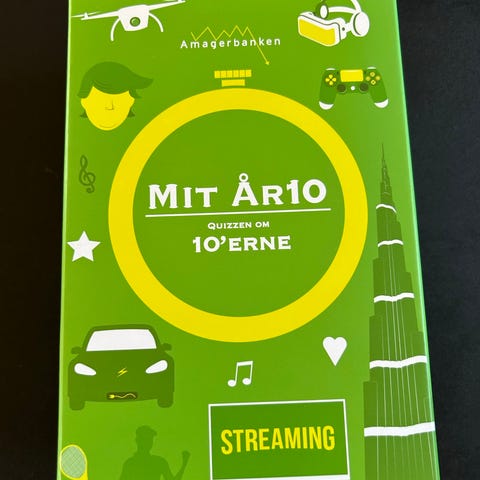 Amagerbanken
MIT ÅR10
QUIZZEN OM
10'ERNE
STREAMING